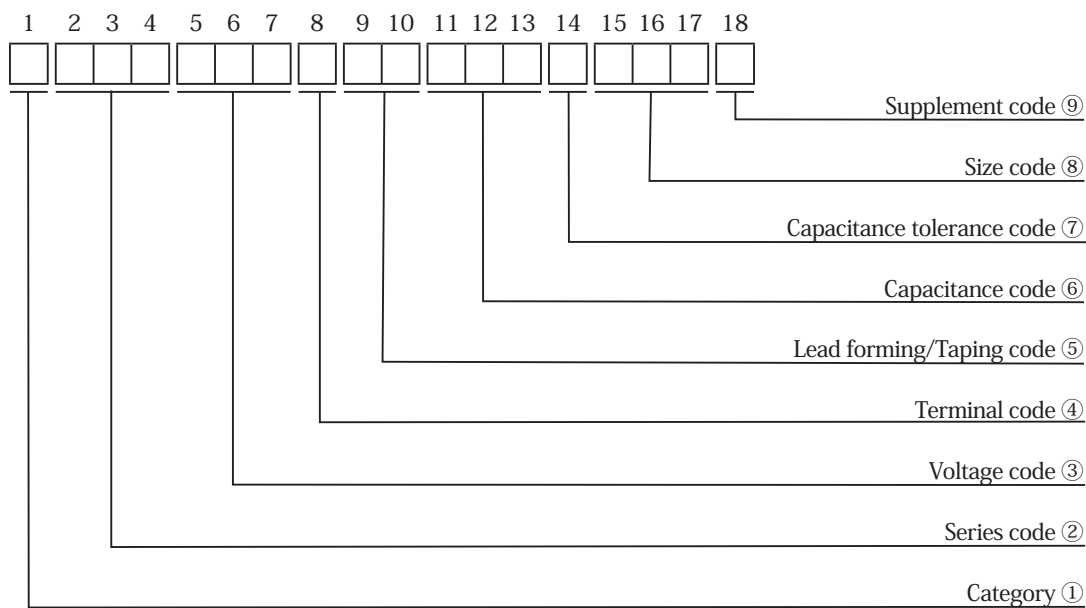 1 2 3 4 5 6 7 8 9 10 11 12 13 14 15 16 17 18
Supplement code ⑨
Size code ⑧
Capacitance tolerance code ⑦
Capacitance code ⑥
Lead forming/Taping code ⑤
Terminal code ④
Voltage code ③
Series code ②
Category ①